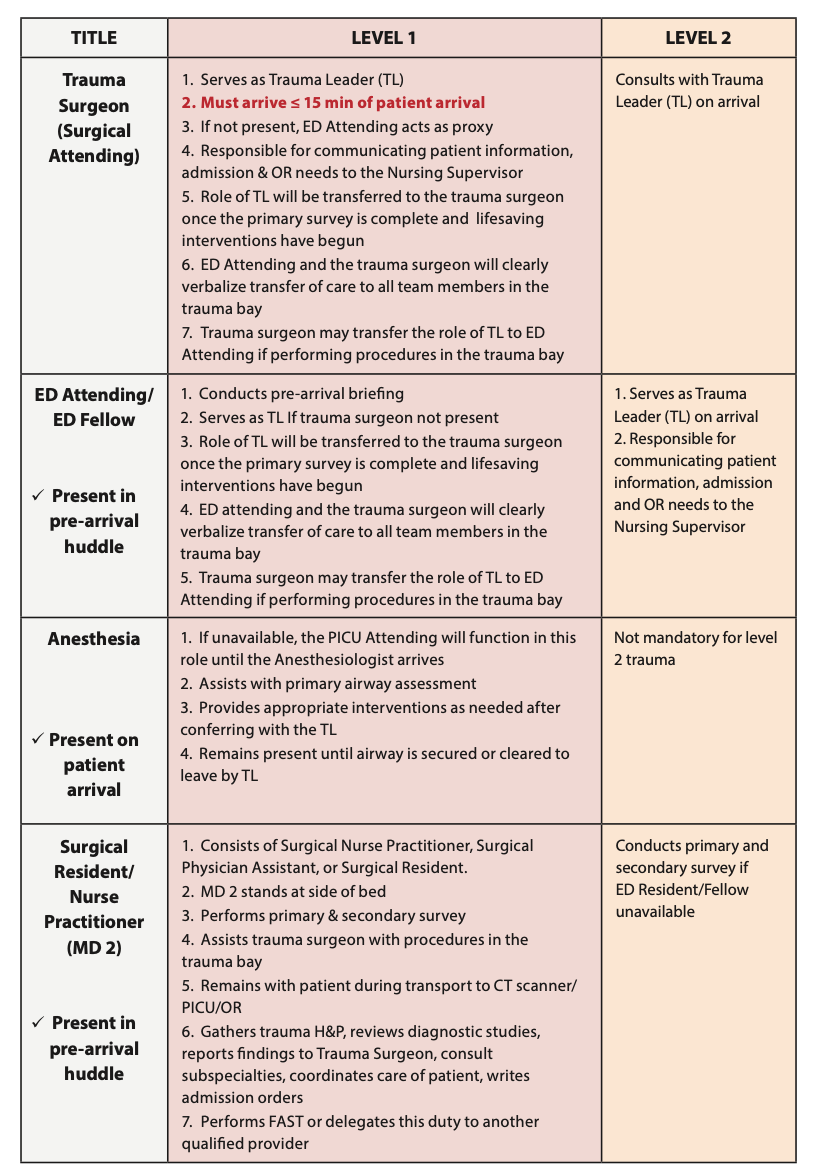 TITLE
LEVEL 1
LEVEL 2
Trauma
Surgeon
(Surgical
Attending)
1. Serves as Trauma Leader (TL)
2. Must arrive ≤ 15 min of patient arrival
3. If not present, ED Attending acts as proxy
4. Responsible for communicating patient information,
admission & OR needs to the Nursing Supervisor
5. Role of TL will be transferred to the trauma surgeon
once the primary survey is complete and lifesaving
interventions have begun
6. ED Attending and the trauma surgeon will clearly
verbalize transfer of care to all team members in the
trauma bay
7. Trauma surgeon may transfer the role of TL to ED
Attending if performing procedures in the trauma bay
Consults with Trauma
Leader (TL) on arrival
ED Attending/
ED Fellow
✓ Present in
pre-arrival
huddle
1. Conducts pre-arrival briefing
2. Serves as TL If trauma surgeon not present
3. Role of TL will be transferred to the trauma surgeon
once the primary survey is complete and lifesaving
interventions have begun
4. ED attending and the trauma surgeon will clearly
verbalize transfer of care to all team members in the
trauma bay
5. Trauma surgeon may transfer the role of TL to ED
Attending if performing procedures in the trauma bay
1. Serves as Trauma
Leader (TL) on arrival
2. Responsible for
communicating patient
information, admission
and OR needs to the
Nursing Supervisor
Anesthesia
✓ Present on
patient
arrival
1. If unavailable, the PICU Attending will function in this
role until the Anesthesiologist arrives
2. Assists with primary airway assessment
3. Provides appropriate interventions as needed after
conferring with the TL
4. Remains present until airway is secured or cleared to
leave by TL
Not mandatory for level
2 trauma
Surgical
Resident/
Nurse
Practitioner
(MD 2)
✓ Present in
pre-arrival
huddle
1. Consists of Surgical Nurse Practitioner, Surgical
Physician Assistant, or Surgical Resident.
2. MD 2 stands at side of bed
3. Performs primary & secondary survey
4. Assists trauma surgeon with procedures in the
trauma bay
5. Remains with patient during transport to CT scanner/
PICU/OR
6. Gathers trauma H&P, reviews diagnostic studies,
reports findings to Trauma Surgeon, consult
subspecialties, coordinates care of patient, writes
admission orders
7. Performs FAST or delegates this duty to another
qualified provider
Conducts primary and
secondary survey if
ED Resident/Fellow
unavailable